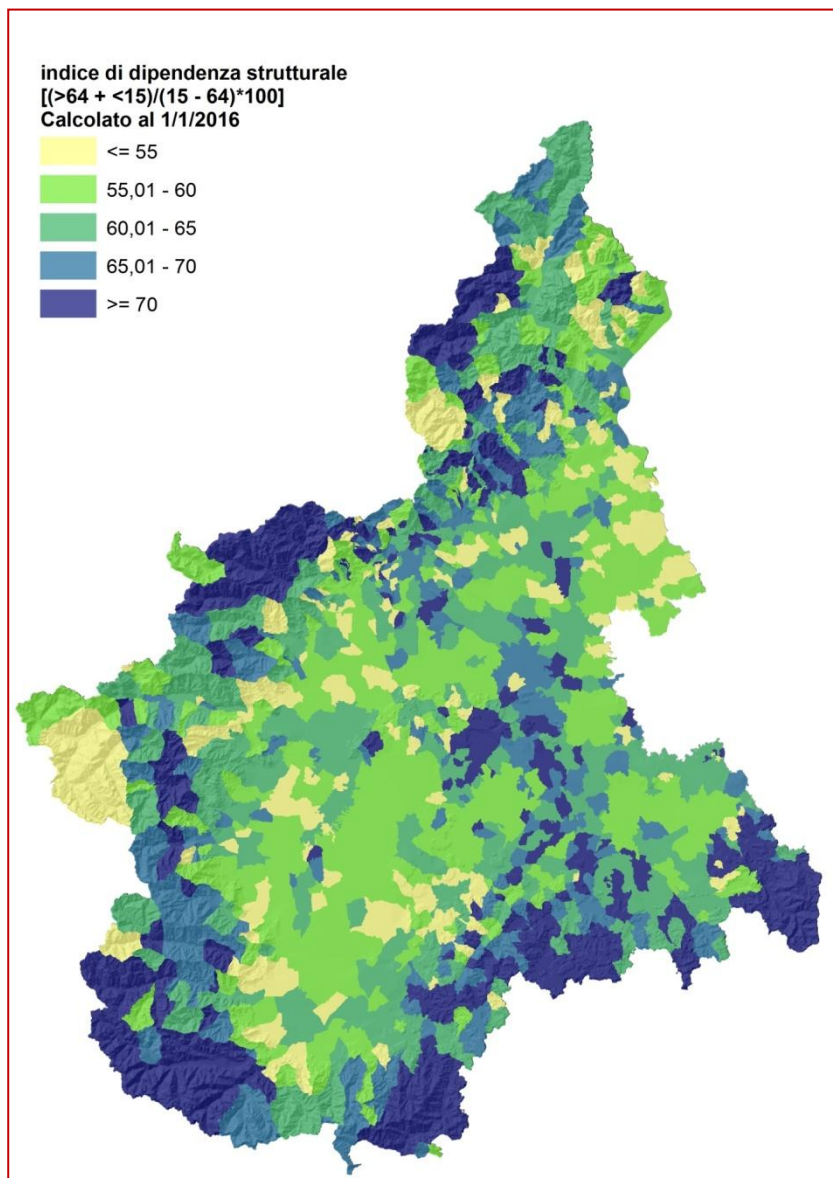 indice di dipendenza strutturale
[(>64 + <15)/(15 - 64)*100]
Calcolato al 1/1/2016
<= 55
55,01 - 60
60,01 - 65
65,01 - 70
>= 70